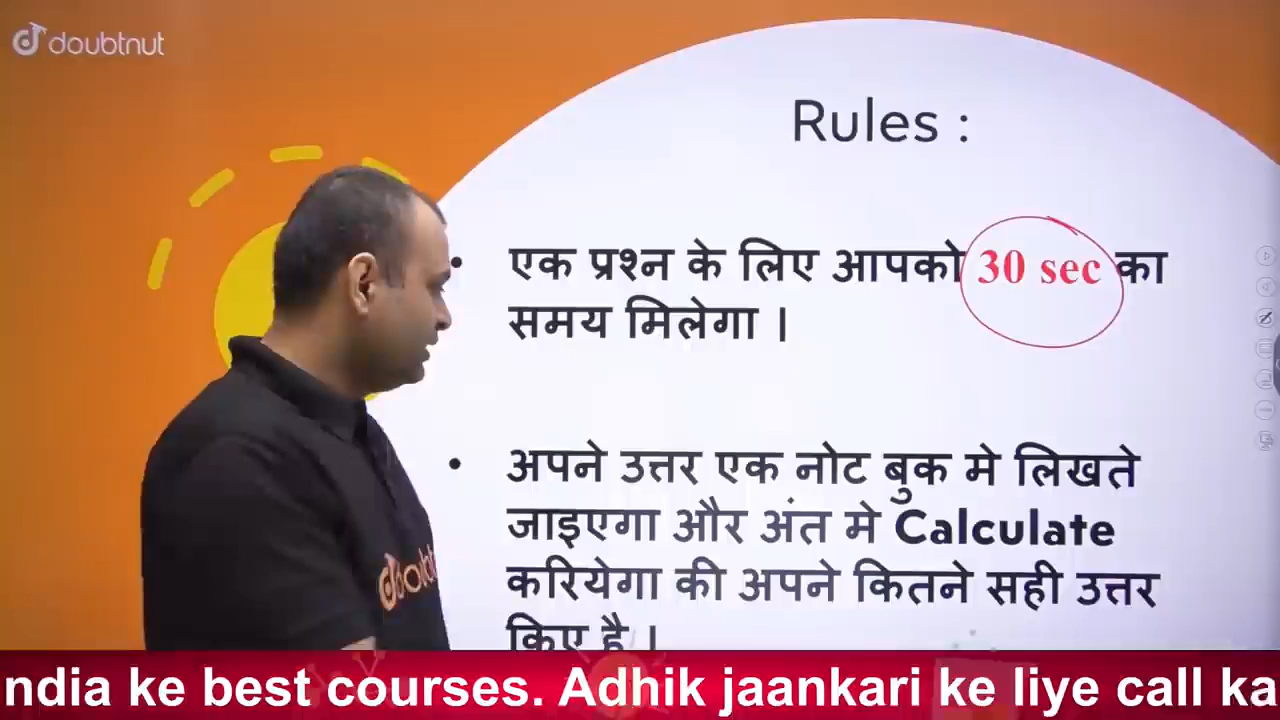 doubtnut
Rules :
• एक प्रश्न के लिए आपको 30 sec का
समय मिलेगा ।
• अपने उत्तर एक नोट बुक मे लिखते
जाइएगा और अंत मे Calculate
करियेगा की अपने कितने सही उत्तर
किए है ।
doubtnut
ndia ke best courses. Adhik jaankari ke liye call ka